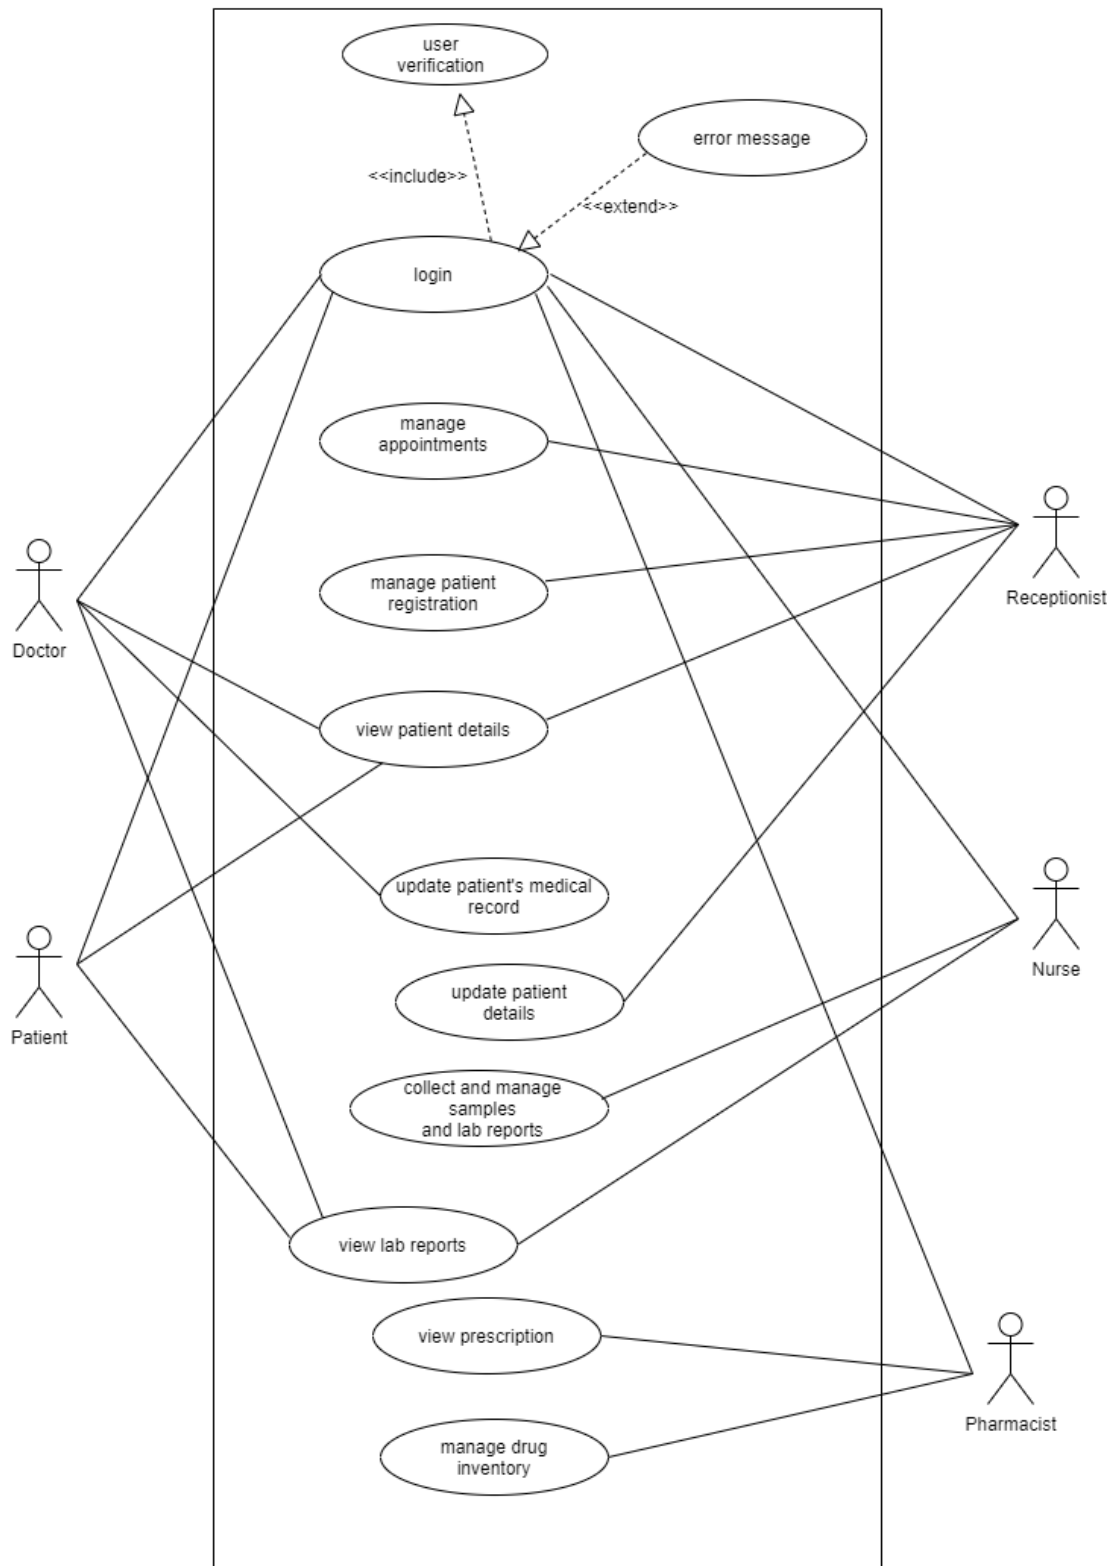 user
verification
error message
<<include>>
<<extend>>
login
manage
appointments
manage patient
registration
Receptionist
Doctor
view patient details
update patient's medical
record
update patient
details
Nurse
Patient
collect and manage
samples
and lab reports
view lab reports
view prescription
Pharmacist
manage drug
inventory